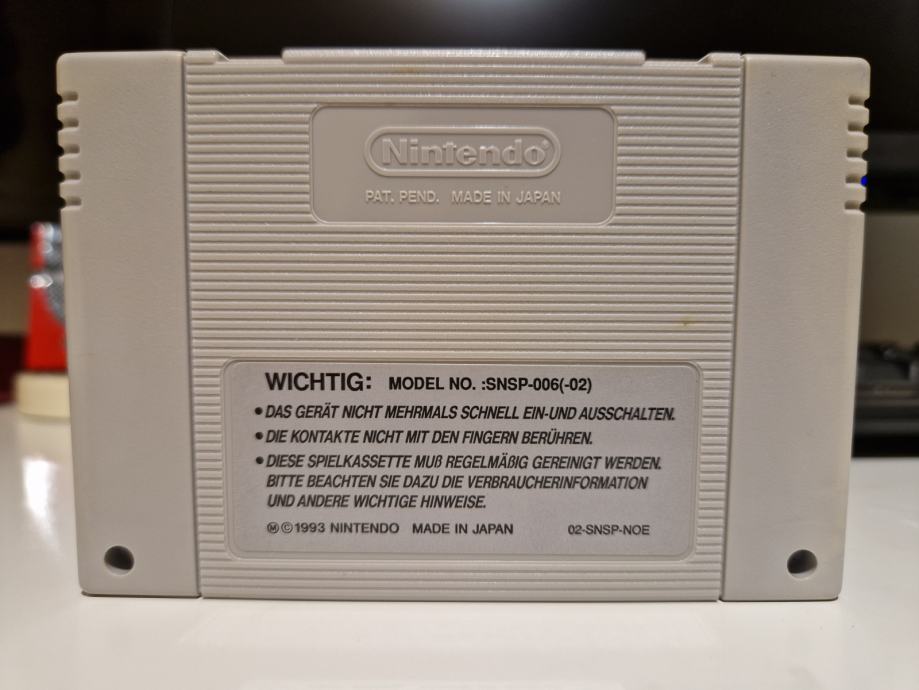 Nintendo®
PAT. PEND. MADE IN JAPAN
WICHTIG: MODEL NO. :SNSP-006(-02)
• DAS GERÄT NICHT MEHRMALS SCHNELL EIN-UND AUSSCHALTEN.
• DIE KONTAKTE NICHT MIT DEN FINGERN BERÜHREN.
• DIESE SPIELKASSETTE MUß REGELMÄßIG GEREINIGT WERDEN.
BITTE BEACHTEN SIE DAZU DIE VERBRAUCHERINFORMATION
UND ANDERE WICHTIGE HINWEISE.
Ⓜ©1993 NINTENDO MADE IN JAPAN 02-SNSP-NOE